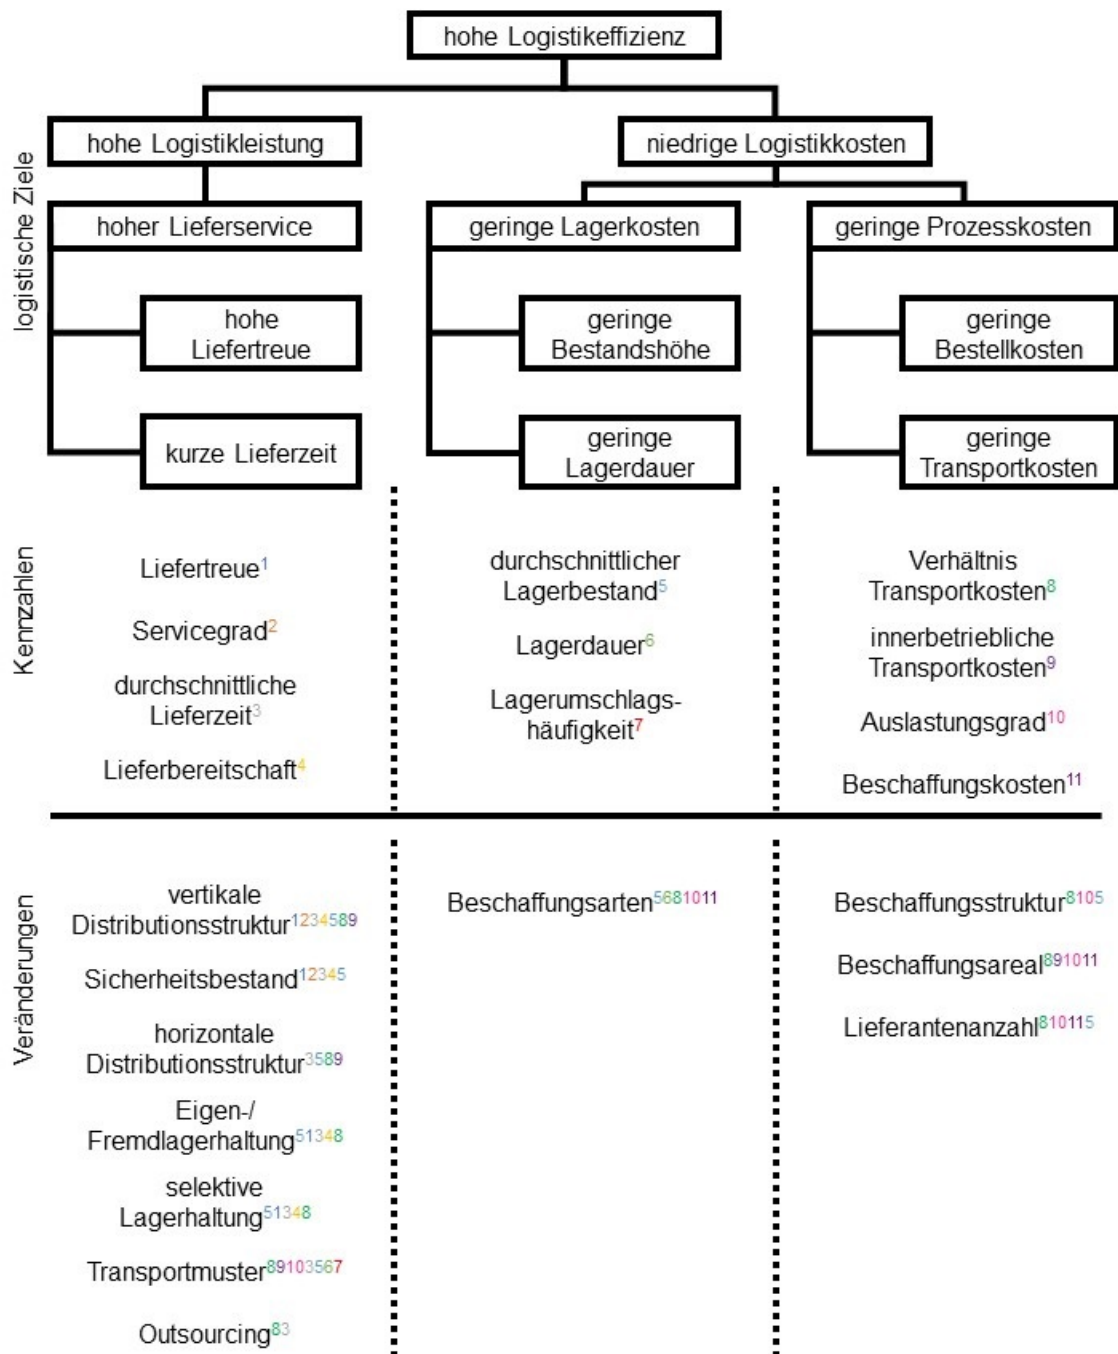 hohe Logistikeffizienz
hohe Logistikleistung
niedrige Logistikkosten
logistische Ziele
hoher Lieferservice
geringe Lagerkosten
geringe Prozesskosten
hohe
Liefertreue
geringe
Bestandshöhe
geringe
Bestellkosten
kurze Lieferzeit
geringe
Lagerdauer
geringe
Transportkosten
Kennzahlen
Liefertreue¹
Servicegrad²
durchschnittliche
Lieferzeit³
Lieferbereitschaft⁴
durchschnittlicher
Lagerbestand⁵
Lagerdauer⁶
Lagerumschlags-
häufigkeit⁷
Verhältnis
Transportkosten⁸
innerbetriebliche
Transportkosten⁹
Auslastungsgrad¹⁰
Beschaffungskosten¹¹
Veränderungen
vertikale
Distributionsstruktur¹²³⁴⁵⁸⁹
Sicherheitsbestand¹²³⁴⁵
horizontale
Distributionsstruktur³⁵⁸⁹
Eigen-/
Fremdlagerhaltung⁵¹³⁴⁸
selektive
Lagerhaltung⁵¹³⁴⁸
Transportmuster⁸⁹¹⁰³⁵⁶⁷
Outsourcing⁸³
Beschaffungsarten⁵⁶⁸¹⁰¹¹
Beschaffungsstruktur⁸¹⁰⁵
Beschaffungsareal⁸⁹¹⁰¹¹
Lieferantenanzahl⁸¹⁰¹¹⁵